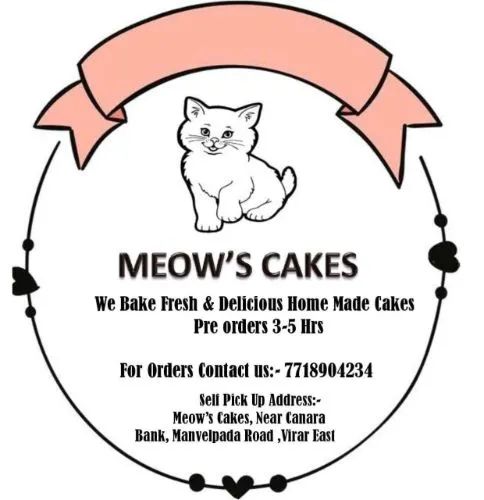 MEOW'S CAKES
We Bake Fresh & Delicious Home Made Cakes
Pre orders 3-5 Hrs
For Orders Contact us:- 7718904234
Self Pick Up Address:-
Meow's Cakes, Near Canara
Bank, Manvelpada Road ,Virar East